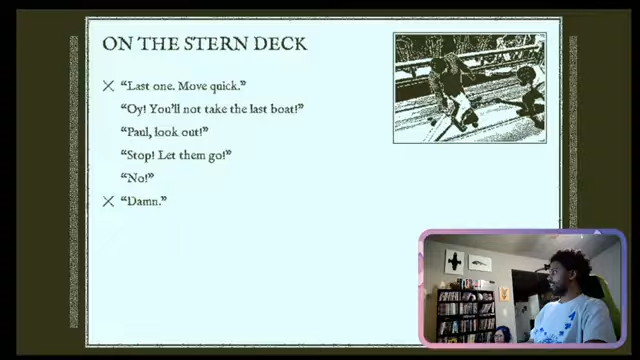 ON THE STERN DECK
“Last one. Move quick.”
“Oy! You’ll not take the last boat!”
“Paul, look out!”
“Stop! Let them go!”
“No!”
“Damn.”